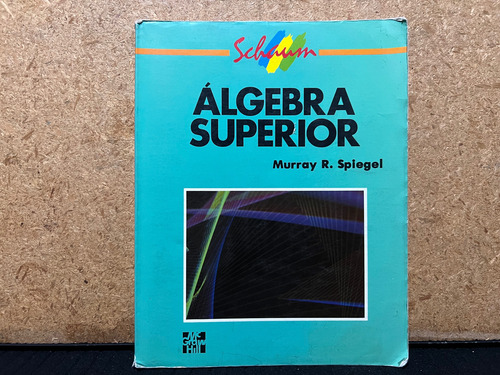 Schaum
ÁLGEBRA
SUPERIOR
Murray R. Spiegel
Mc
Graw
Hill